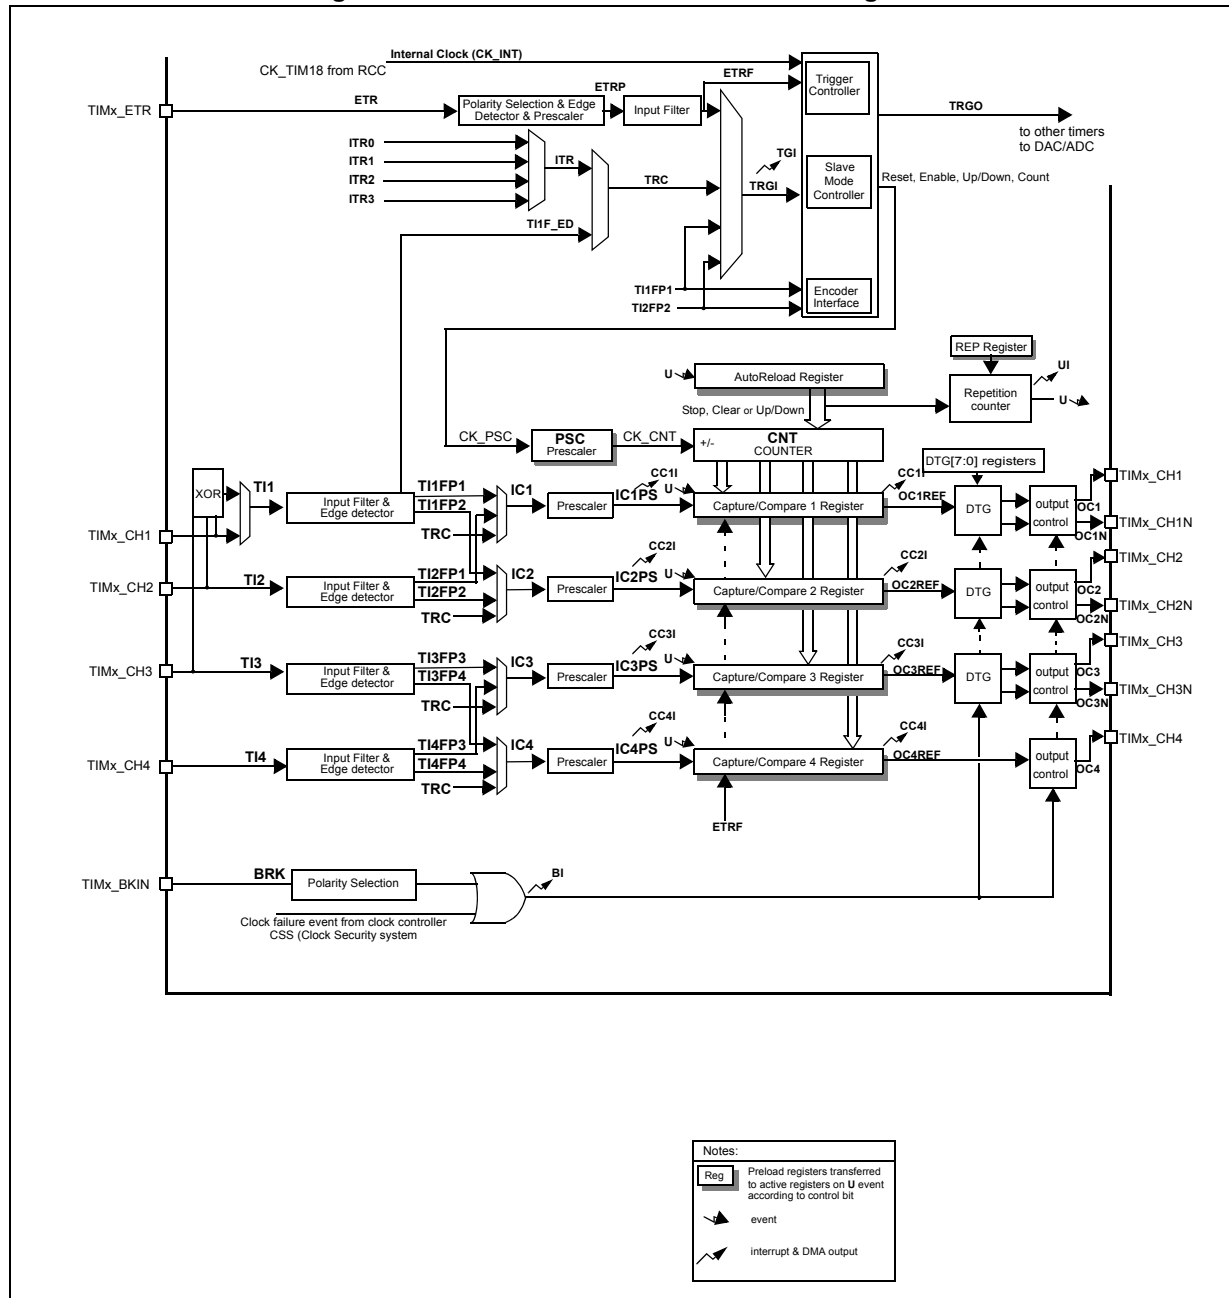 Internal Clock (CK_INT)
CK_TIM18 from RCC
TIMx_ETR
ETR
Polarity Selection & Edge
Detector & Prescaler
ETRP
Input Filter
ETRF
Trigger
Controller
TRGO
to other timers
to DAC/ADC
ITR0
ITR1
ITR2
ITR3
ITR
TRC
TI1F_ED
TGI
TRGI
Slave
Mode
Controller
Reset, Enable, Up/Down, Count
TI1FP1
TI2FP2
Encoder
Interface
REP Register
U
AutoReload Register
Repetition
counter
UI
U
Stop, Clear or Up/Down
CK_PSC
PSC
Prescaler
CK_CNT
+/-
CNT
COUNTER
DTG[7:0] registers
XOR
TI1
Input Filter &
Edge detector
TI1FP1
TI1FP2
TRC
IC1
Prescaler
IC1PS
CC1I
U
Capture/Compare 1 Register
CC1I
OC1REF
DTG
output
control
OC1
OC1N
TIMx_CH1
TIMx_CH1N
TIMx_CH1
TIMx_CH2
TI2
Input Filter &
Edge detector
TI2FP1
TI2FP2
TRC
IC2
Prescaler
IC2PS
CC2I
U
Capture/Compare 2 Register
CC2I
OC2REF
DTG
output
control
OC2
OC2N
TIMx_CH2
TIMx_CH2N
TIMx_CH3
TI3
Input Filter &
Edge detector
TI3FP3
TI3FP4
TRC
IC3
Prescaler
IC3PS
CC3I
U
Capture/Compare 3 Register
CC3I
OC3REF
DTG
output
control
OC3
OC3N
TIMx_CH3
TIMx_CH3N
TIMx_CH4
TI4
Input Filter &
Edge detector
TI4FP3
TI4FP4
TRC
IC4
Prescaler
IC4PS
CC4I
U
Capture/Compare 4 Register
CC4I
OC4REF
output
control
OC4
TIMx_CH4
ETRF
TIMx_BKIN
BRK
Polarity Selection
BI
Clock failure event from clock controller
CSS (Clock Security system
Notes:
Reg
Preload registers transferred
to active registers on U event
according to control bit
event
interrupt & DMA output